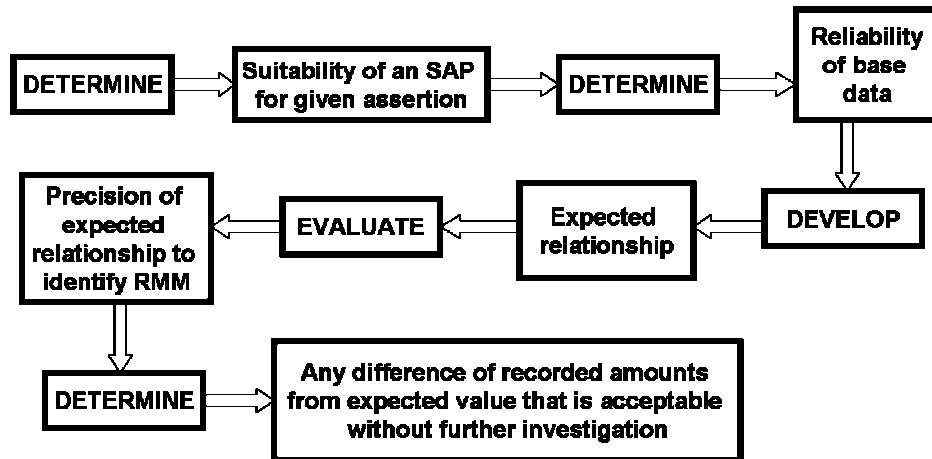 DETERMINE
Suitability of an SAP
for given assertion
DETERMINE
Reliability
of base
data
DEVELOP
Expected
relationship
EVALUATE
Precision of
expected
relationship to
identify RMM
DETERMINE
Any difference of recorded amounts
from expected value that is acceptable
without further investigation